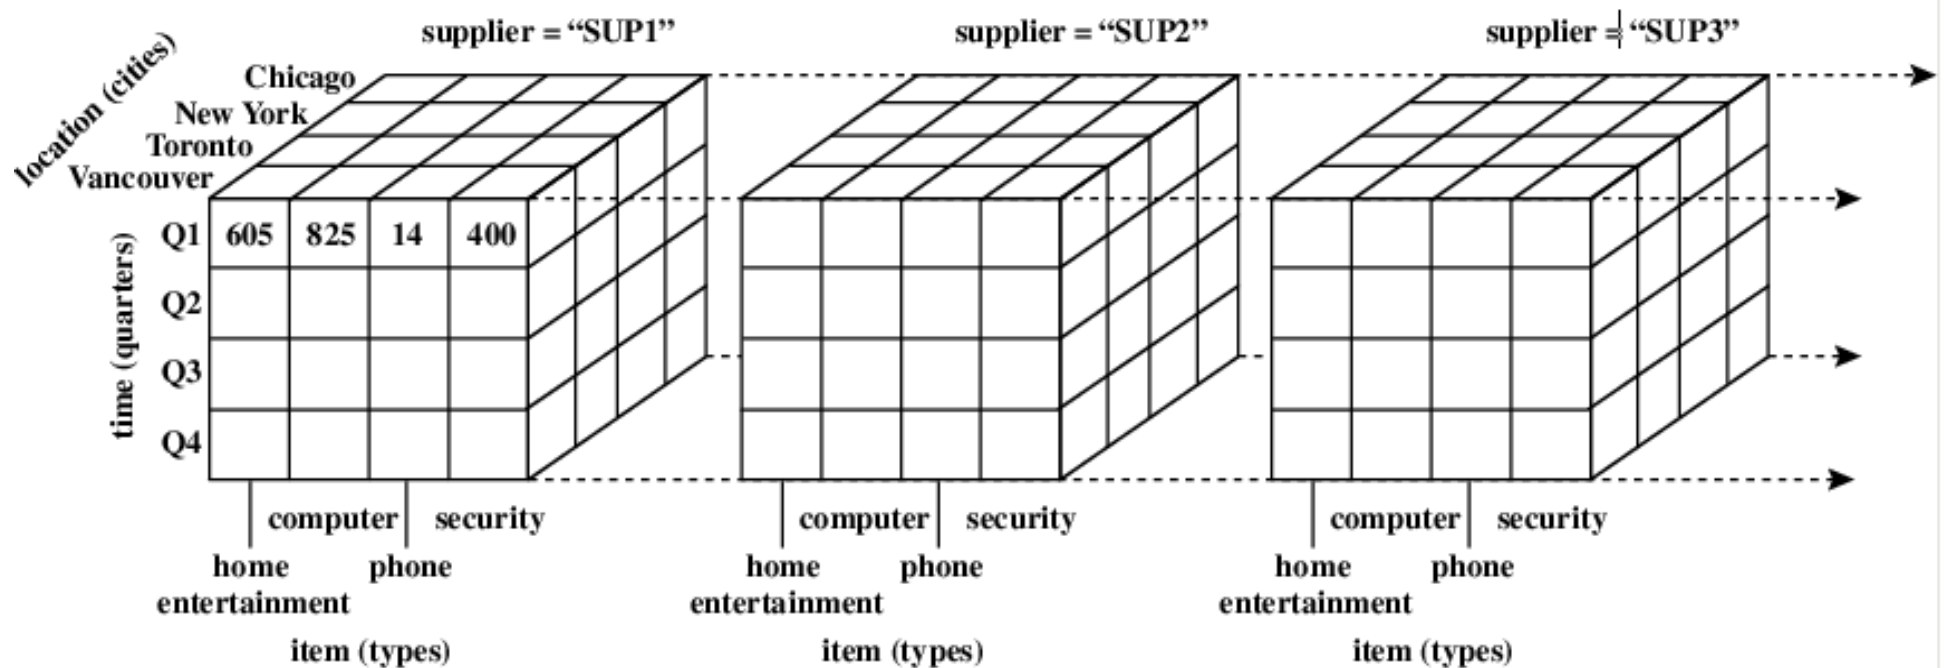 supplier = “SUP1”
supplier = “SUP2”
supplier = “SUP3”
location (cities)
Chicago
New York
Toronto
Vancouver
time (quarters)
Q1 605 825 14 400
Q2
Q3
Q4
computer security
home phone
entertainment
item (types)
computer security
home phone
entertainment
item (types)
computer security
home phone
entertainment
item (types)